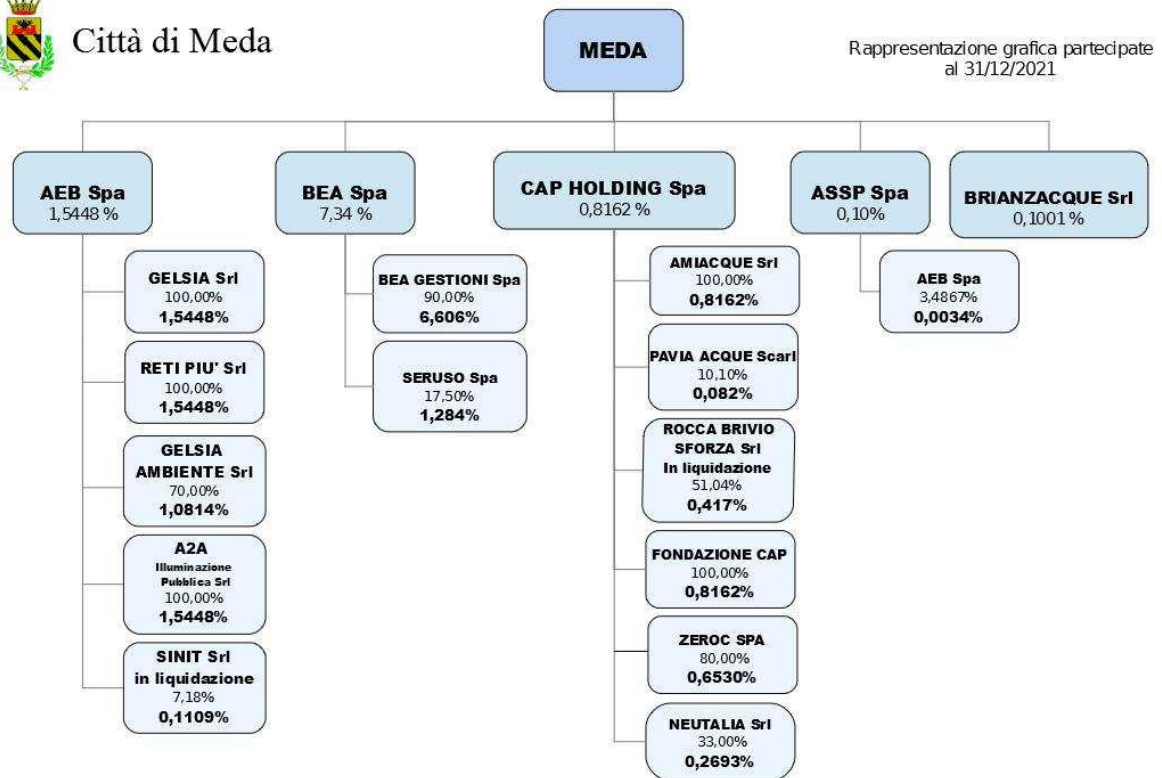 Città di Meda
MEDA
Rappresentazione grafica partecipate
al 31/12/2021
AEB Spa
1,5448 %
BEA Spa
7,34 %
CAP HOLDING Spa
0,8162 %
ASSP Spa
0,10%
BRIANZACQUE Srl
0,1001 %
GELSIA Srl
100,00%
1,5448%
RETI PIU' Srl
100,00%
1,5448%
GELSIA
AMBIENTE Srl
70,00%
1,0814%
A2A
Illuminazione
Pubblica Srl
100,00%
1,5448%
SINIT Srl
in liquidazione
7,18%
0,1109%
BEA GESTIONI Spa
90,00%
6,606%
SERUSO Spa
17,50%
1,284%
AMIACQUE Srl
100,00%
0,8162%
PAVIA ACQUE Scarl
10,10%
0,082%
ROCCA BRIVIO
SFORZA Srl
In liquidazione
51,04%
0,417%
FONDAZIONE CAP
100,00%
0,8162%
ZEROC SPA
80,00%
0,6530%
NEUTALIA Srl
33,00%
0,2693%
AEB Spa
3,4867%
0,0034%